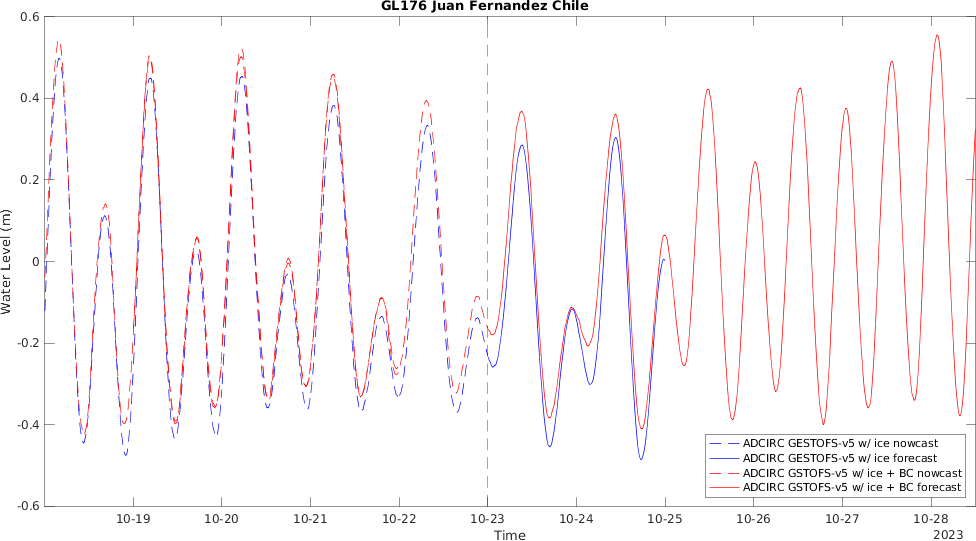 GL176 Juan Fernandez Chile
0.6
0.4
0.2
0
-0.2
-0.4
-0.6
Water Level (m)
10-19 10-20 10-21 10-22 10-23 10-24 10-25 10-26 10-27 10-28
Time
2023
ADCIRC GESTOFS-v5 w/ ice nowcast
ADCIRC GESTOFS-v5 w/ ice forecast
ADCIRC GSTOFS-v5 w/ ice + BC nowcast
ADCIRC GSTOFS-v5 w/ ice + BC forecast